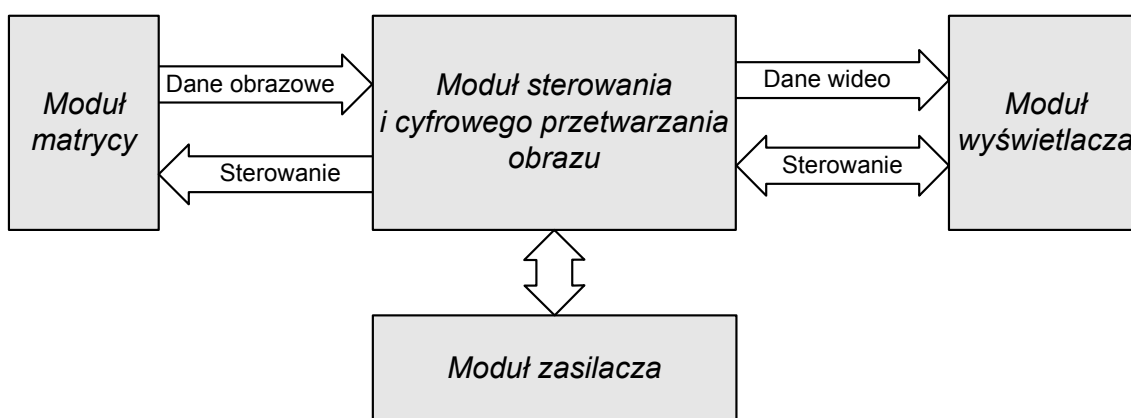 Moduł
matrycy
Dane obrazowe
Sterowanie
Moduł sterowania
i cyfrowego przetwarzania
obrazu
Dane wideo
Sterowanie
Moduł
wyświetlacza
Moduł zasilacza